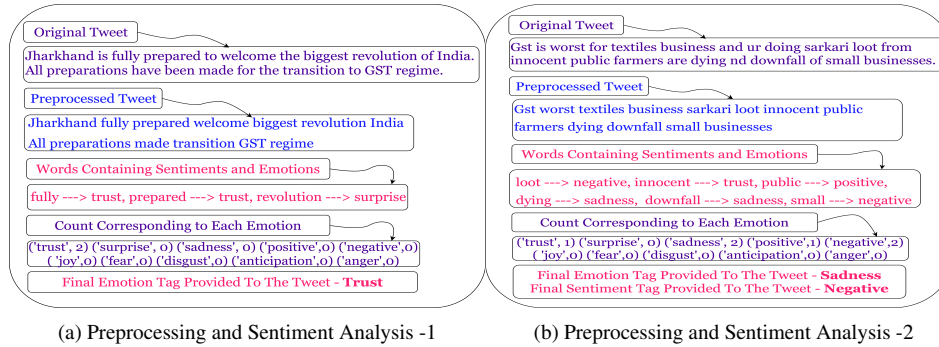 Original Tweet
Jharkhand is fully prepared to welcome the biggest revolution of India.
All preparations have been made for the transition to GST regime.
Preprocessed Tweet
Jharkhand fully prepared welcome biggest revolution India
All preparations made transition GST regime
Words Containing Sentiments and Emotions
fully ---> trust, prepared ---> trust, revolution ---> surprise
Count Corresponding to Each Emotion
('trust', 2) ('surprise', 0) ('sadness', 0) ('positive',0) ('negative',0)
( 'joy',0) ('fear',0) ('disgust',0) ('anticipation',0) ('anger',0)
Final Emotion Tag Provided To The Tweet - Trust
(a) Preprocessing and Sentiment Analysis -1
Original Tweet
Gst is worst for textiles business and ur doing sarkari loot from
innocent public farmers are dying nd downfall of small businesses.
Preprocessed Tweet
Gst worst textiles business sarkari loot innocent public
farmers dying downfall small businesses
Words Containing Sentiments and Emotions
loot ---> negative, innocent ---> trust, public ---> positive,
dying ---> sadness, downfall ---> sadness, small ---> negative
Count Corresponding to Each Emotion
('trust', 1) ('surprise', 0) ('sadness', 2) ('positive',1) ('negative',2)
( 'joy',0) ('fear',0) ('disgust',0) ('anticipation',0) ('anger',0)
Final Emotion Tag Provided To The Tweet - Sadness
Final Sentiment Tag Provided To The Tweet - Negative
(b) Preprocessing and Sentiment Analysis -2